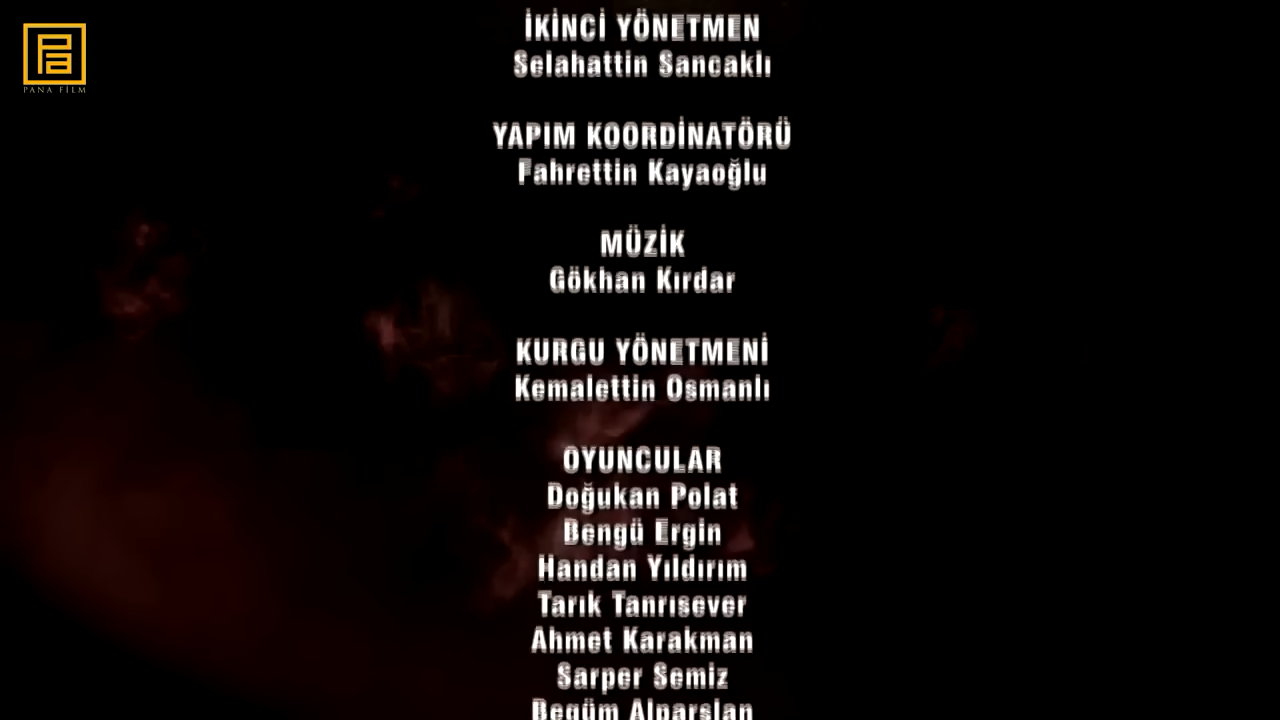 PANA FİLM
İKİNCİ YÖNETMEN
Selahattin Sancaklı
YAPIM KOORDİNATÖRÜ
Fahrettin Kayaoğlu
MÜZİK
Gökhan Kırdar
KURGU YÖNETMENİ
Kemalettin Osmanlı
OYUNCULAR
Doğukan Polat
Bengü Ergin
Handan Yıldırım
Tarık Tanrısever
Ahmet Karakman
Sarper Semiz
Begüm Alparslan